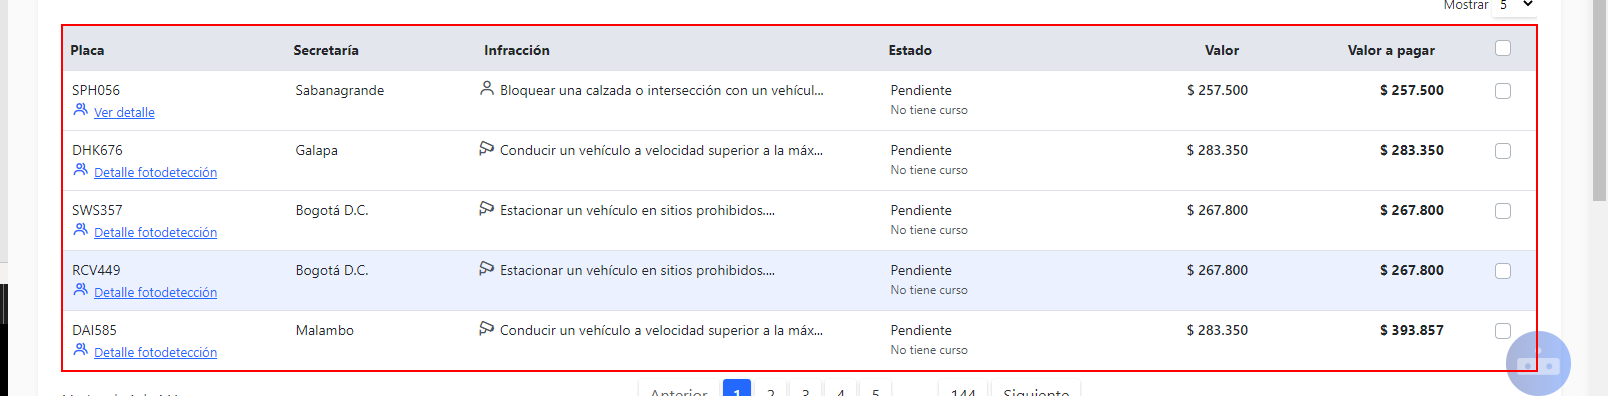 Mostrar 5
Placa Secretaría Infracción Estado Valor Valor a pagar
SPH056 Sabanagrande Bloquear una calzada o intersección con un vehícul... Pendiente $ 257.500 $ 257.500
Ver detalle No tiene curso
DHK676 Galapa Conducir un vehículo a velocidad superior a la máx... Pendiente $ 283.350 $ 283.350
Detalle fotodetección No tiene curso
SWS357 Bogotá D.C. Estacionar un vehículo en sitios prohibidos.... Pendiente $ 267.800 $ 267.800
Detalle fotodetección No tiene curso
RCV449 Bogotá D.C. Estacionar un vehículo en sitios prohibidos.... Pendiente $ 267.800 $ 267.800
Detalle fotodetección No tiene curso
DAI585 Malambo Conducir un vehículo a velocidad superior a la máx... Pendiente $ 283.350 $ 393.857
Detalle fotodetección No tiene curso
Anterior 1 2 3 4 5 144 Siguiente